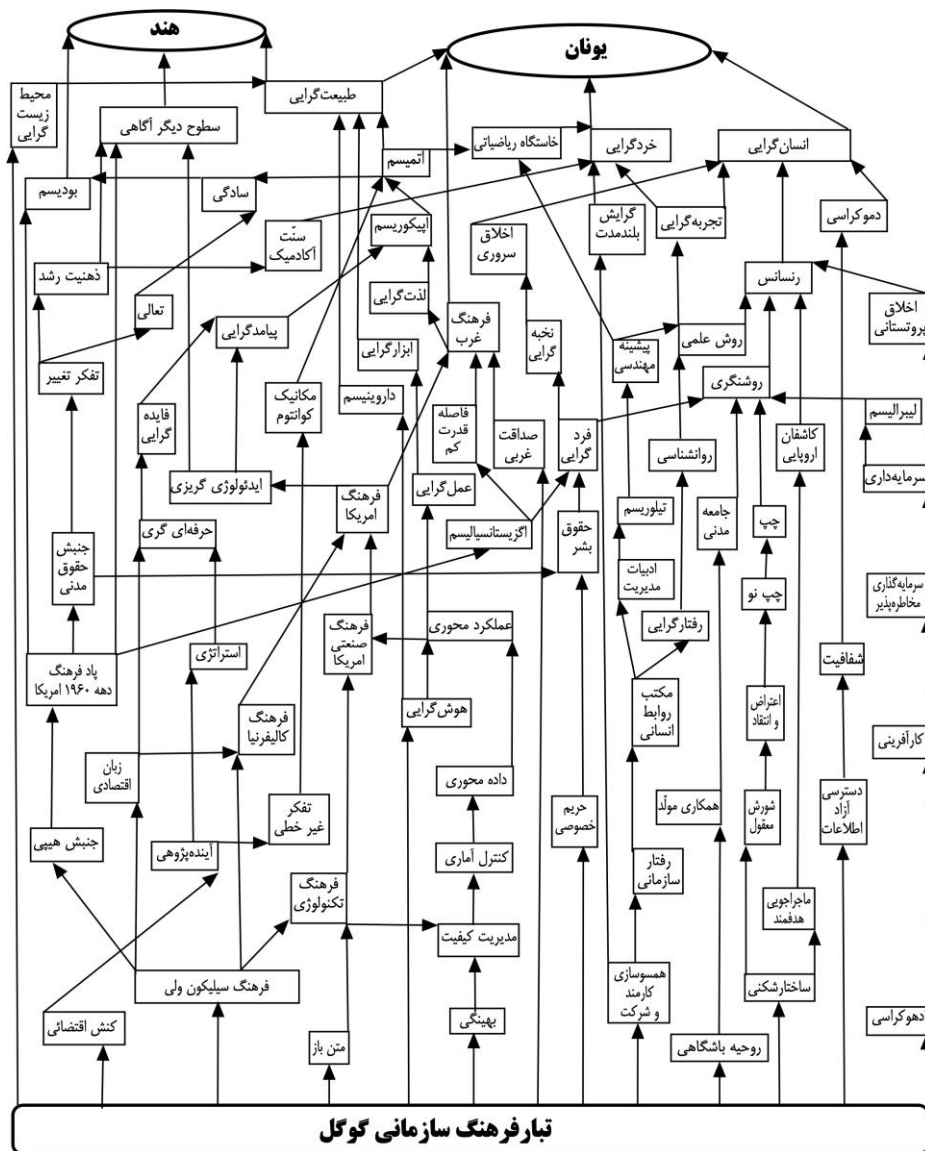 هند
یونان
محیط
زیست
گرایی
طبیعت‌گرایی
سطوح دیگر آگاهی
خاستگاه ریاضیاتی
خردگرایی
انسان‌گرایی
اتمیسم
بودیسم
سادگی
اپیکوریسم
سنّت
آکادمیک
اخلاق
سروری
گرایش
بلندمدت
تجربه‌گرایی
دموکراسی
ذهنیت رشد
تعالی
لذت‌گرایی
رنسانس
اخلاق
پروتستانی
پیامدگرایی
فرهنگ
غرب
نخبه
گرایی
پیشینه
مهندسی
روش علمی
تفکر تغییر
ابزارگرایی
روشنگری
مکانیک
کوانتوم
داروینیسم
فایده
گرایی
فاصله
قدرت
کم
صداقت
غربی
فرد
گرایی
روانشناسی
کاشفان
اروپایی
لیبرالیسم
سرمایه‌داری
ایدئولوژی گریزی
فرهنگ
امریکا
عمل‌گرایی
تیلوریسم
جامعه
مدنی
چپ
حرفه‌ای گری
اگزیستانسیالیسم
حقوق
بشر
جنبش
حقوق
مدنی
ادبیات
مدیریت
چپ نو
سرمایه‌گذاری
مخاطره‌پذیر
فرهنگ
صنعتی
امریکا
عملکرد محوری
رفتارگرایی
استراتژی
شفافیت
پاد فرهنگ
دهه ۱۹۶۰ امریکا
فرهنگ
کالیفرنیا
هوش‌گرایی
مکتب
روابط
انسانی
اعتراض
و انتقاد
کارآفرینی
زبان
اقتصادی
داده محوری
تفکر
غیر خطی
حریم
خصوصی
همکاری مولّد
شورش
معقول
دسترسی
آزاد
اطلاعات
جنبش هیپی
آینده‌پژوهی
کنترل آماری
رفتار
سازمانی
فرهنگ
تکنولوژی
ماجراجویی
هدفمند
مدیریت کیفیت
فرهنگ سیلیکون ولی
همسوسازی
کارمند
و شرکت
ساختارشکنی
کنش اقتضائی
متن باز
بهینگی
روحیه باشگاهی
ادهوکراسی
تبارفرهنگ سازمانی گوگل